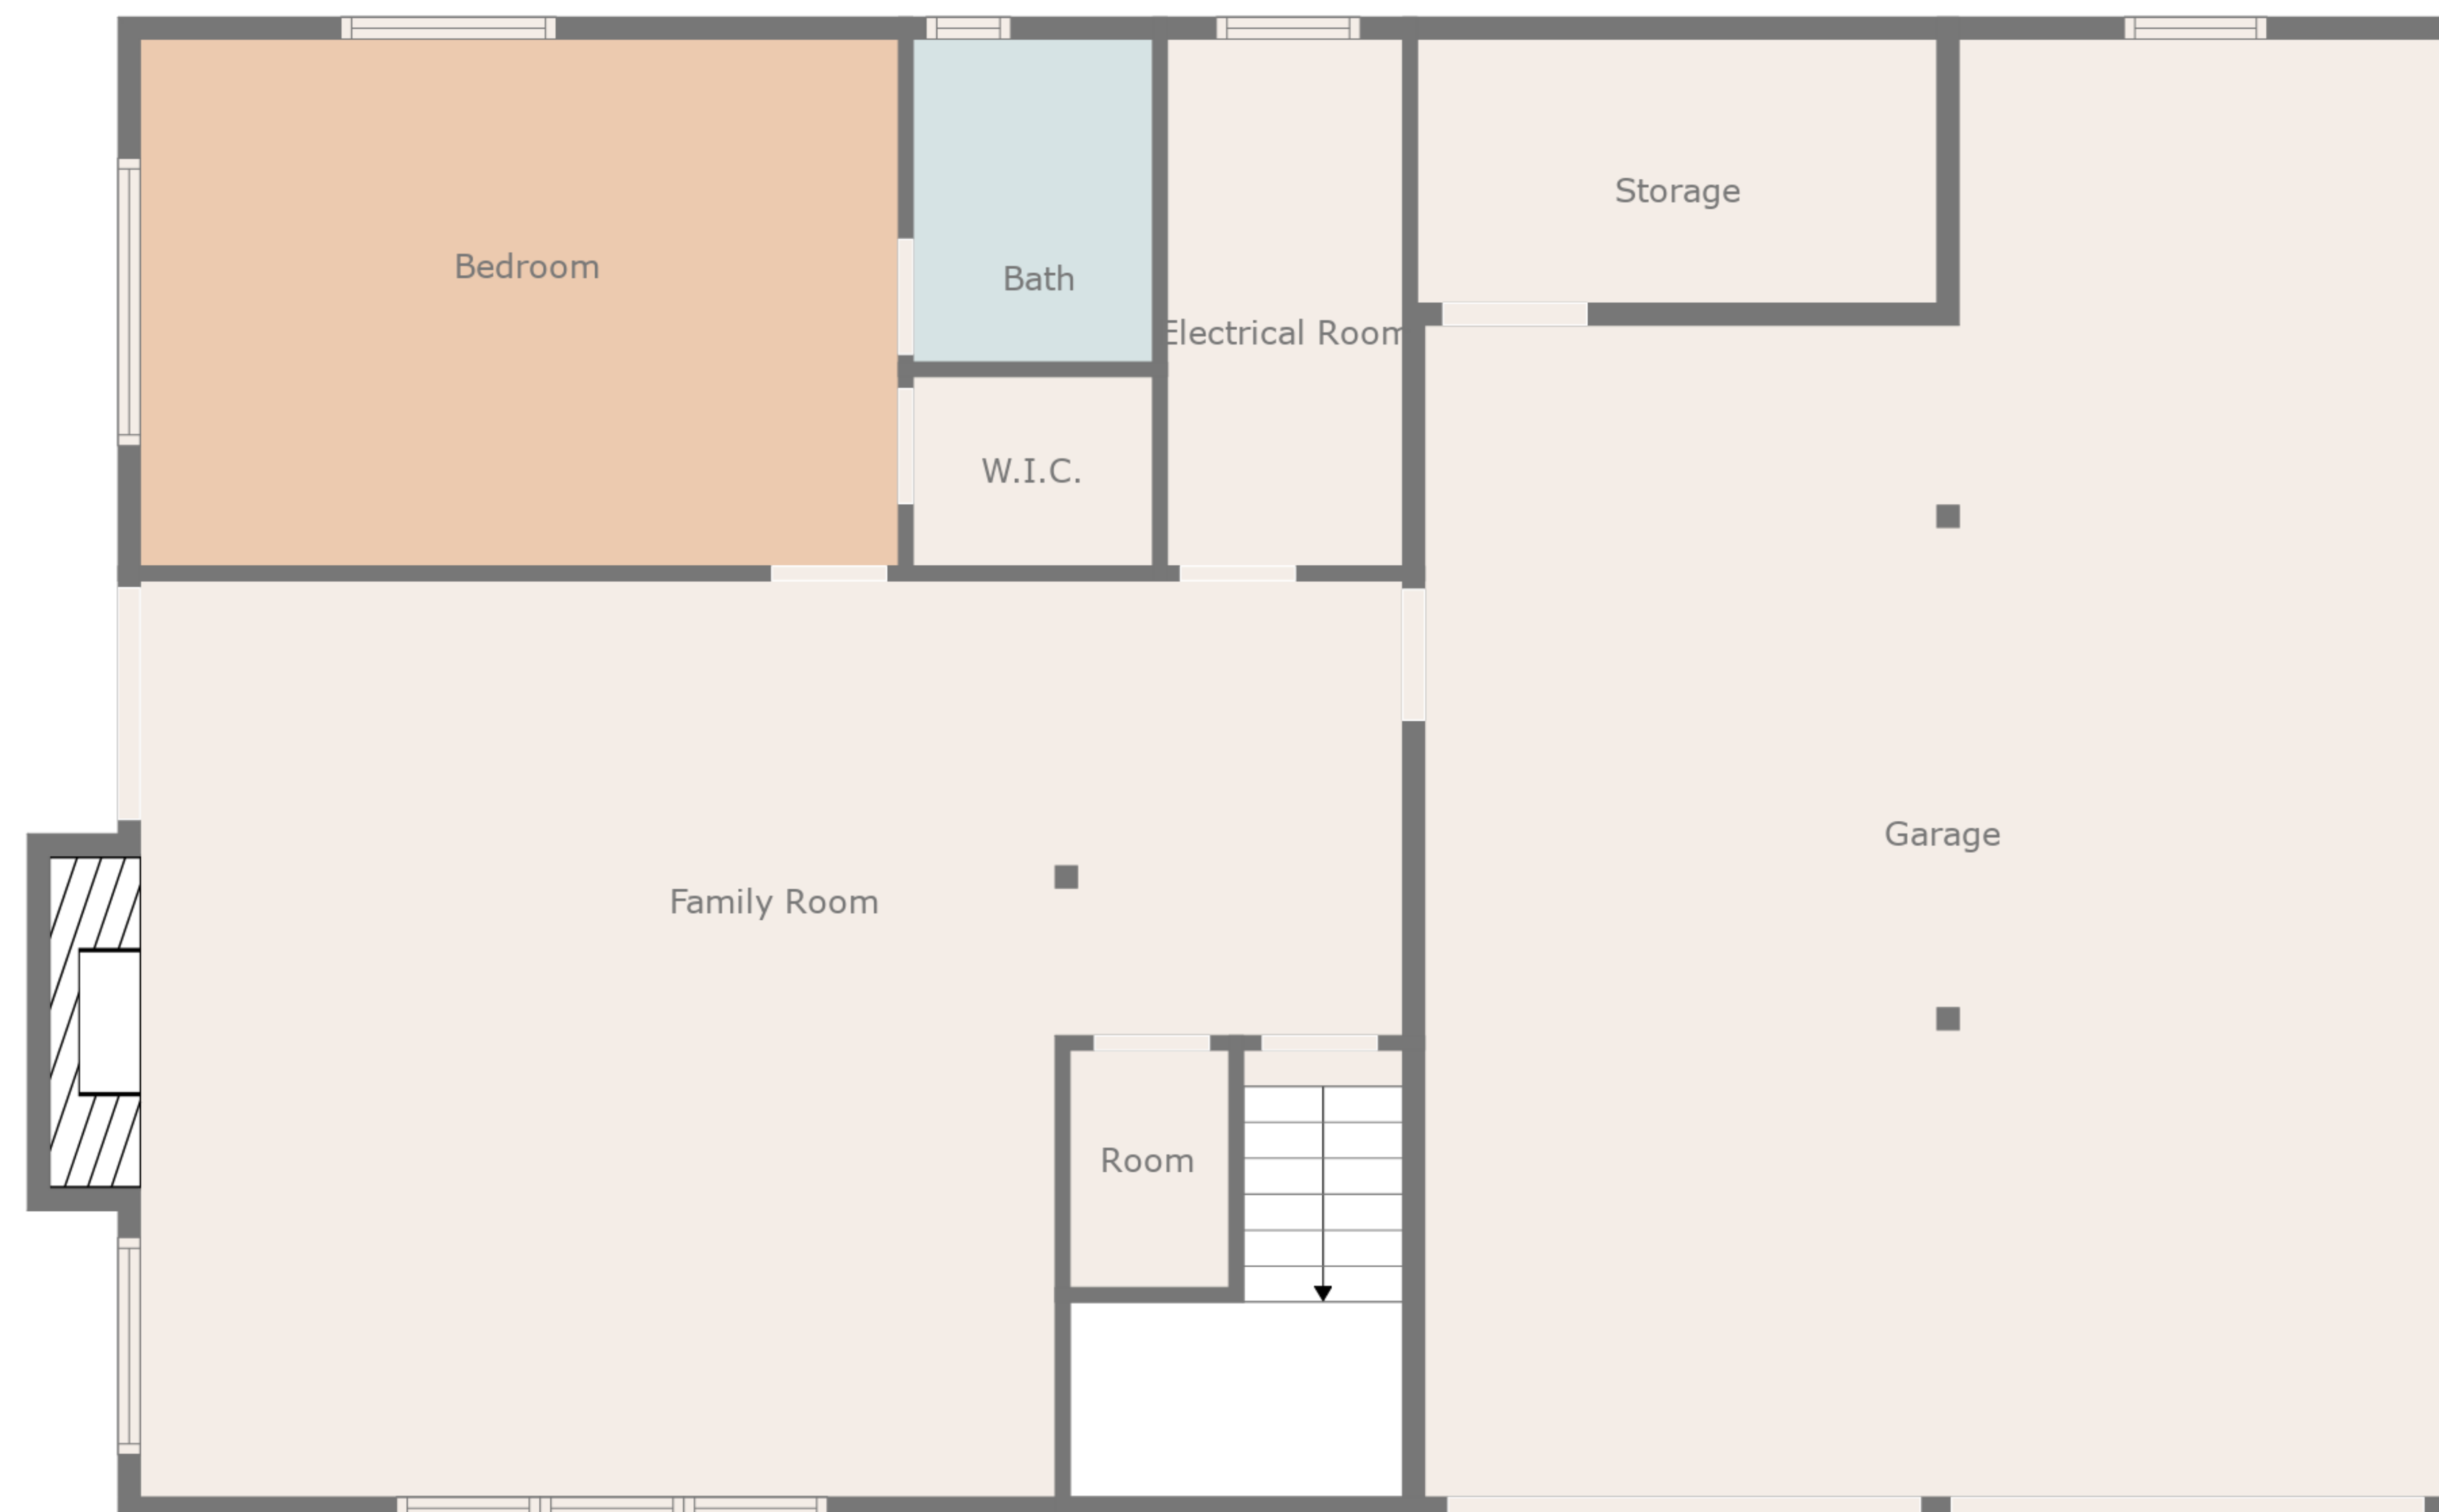 Bedroom
Bath
Electrical Room
Storage
W.I.C.
Family Room
Garage
Room